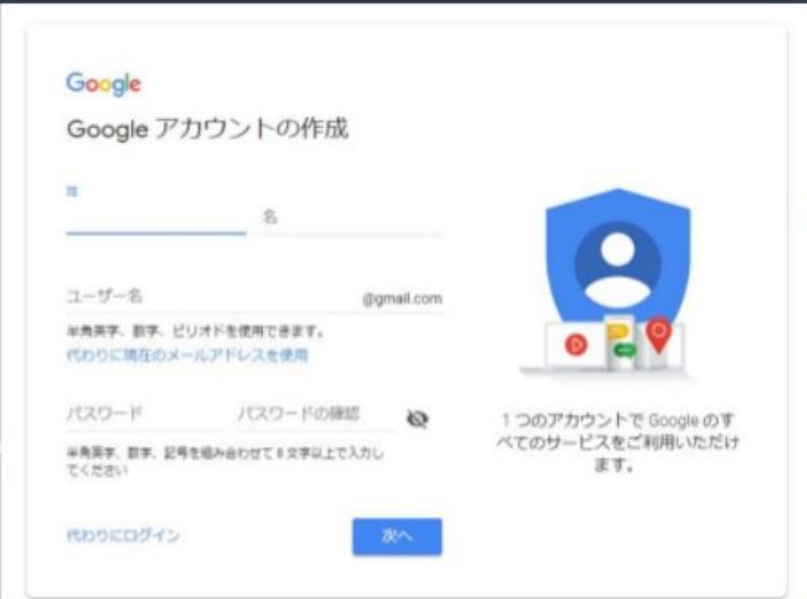 Google
Google アカウントの作成
姓
名
ユーザー名
@gmail.com
半角英字、数字、ピリオドを使用できます。
代わりに現在のメールアドレスを使用
パスワード
パスワードの確認
半角英字、数字、記号を組み合わせて 8 文字以上で入力し
てください
代わりにログイン
次へ
1 つのアカウントで Google のす
べてのサービスをご利用いただけ
ます。